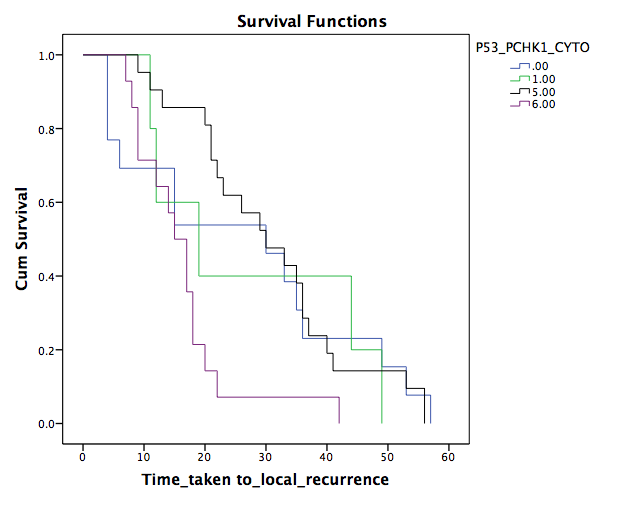 Survival Functions
P53_PCHK1_CYTO
.00
1.00
5.00
6.00
1.0
0.8
0.6
0.4
0.2
0.0
Cum Survival
0 10 20 30 40 50 60
Time_taken to_local_recurrence